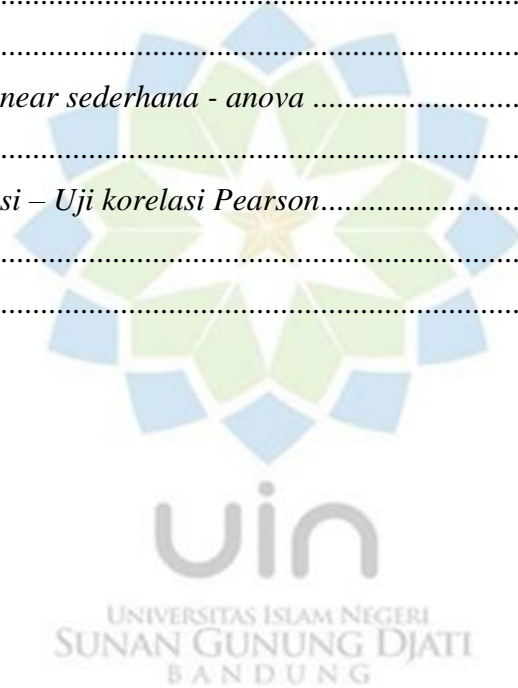 ................................................................
................................................................
near sederhana - anova ..........................
................................................................
si – Uji korelasi Pearson.........................
................................................................
................................................................
uin
UNIVERSITAS ISLAM NEGERI
SUNAN GUNUNG DJATI
BANDUNG